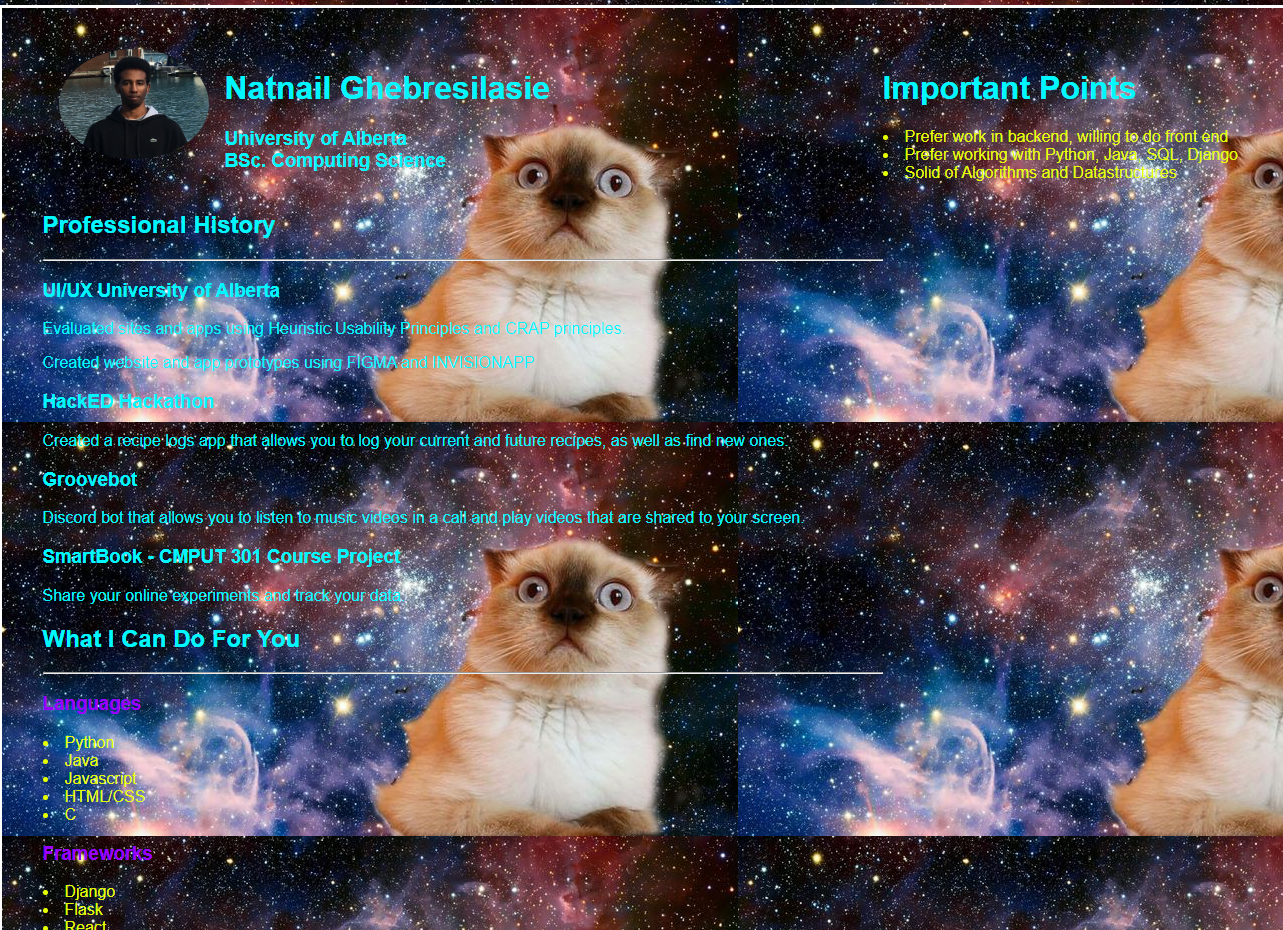 Natnail Ghebresilasie
University of Alberta
BSc. Computing Science
Important Points
Prefer work in backend, willing to do front end
Prefer working with Python, Java, SQL, Django
Solid of Algorithms and Datastructures
Professional History
UI/UX University of Alberta
Evaluated sites and apps using Heuristic Usability Principles and CRAP principles
Created website and app prototypes using FIGMA and INVISIONAPP
HackED Hackathon
Created a recipe logs app that allows you to log your current and future recipes, as well as find new ones
Groovebot
Discord bot that allows you to listen to music videos in a call and play videos that are shared to your screen.
SmartBook - CMPUT 301 Course Project
Share your online experiments and track your data
What I Can Do For You
Languages
Python
Java
Javascript
HTML/CSS
C
Frameworks
Django
Flask
React